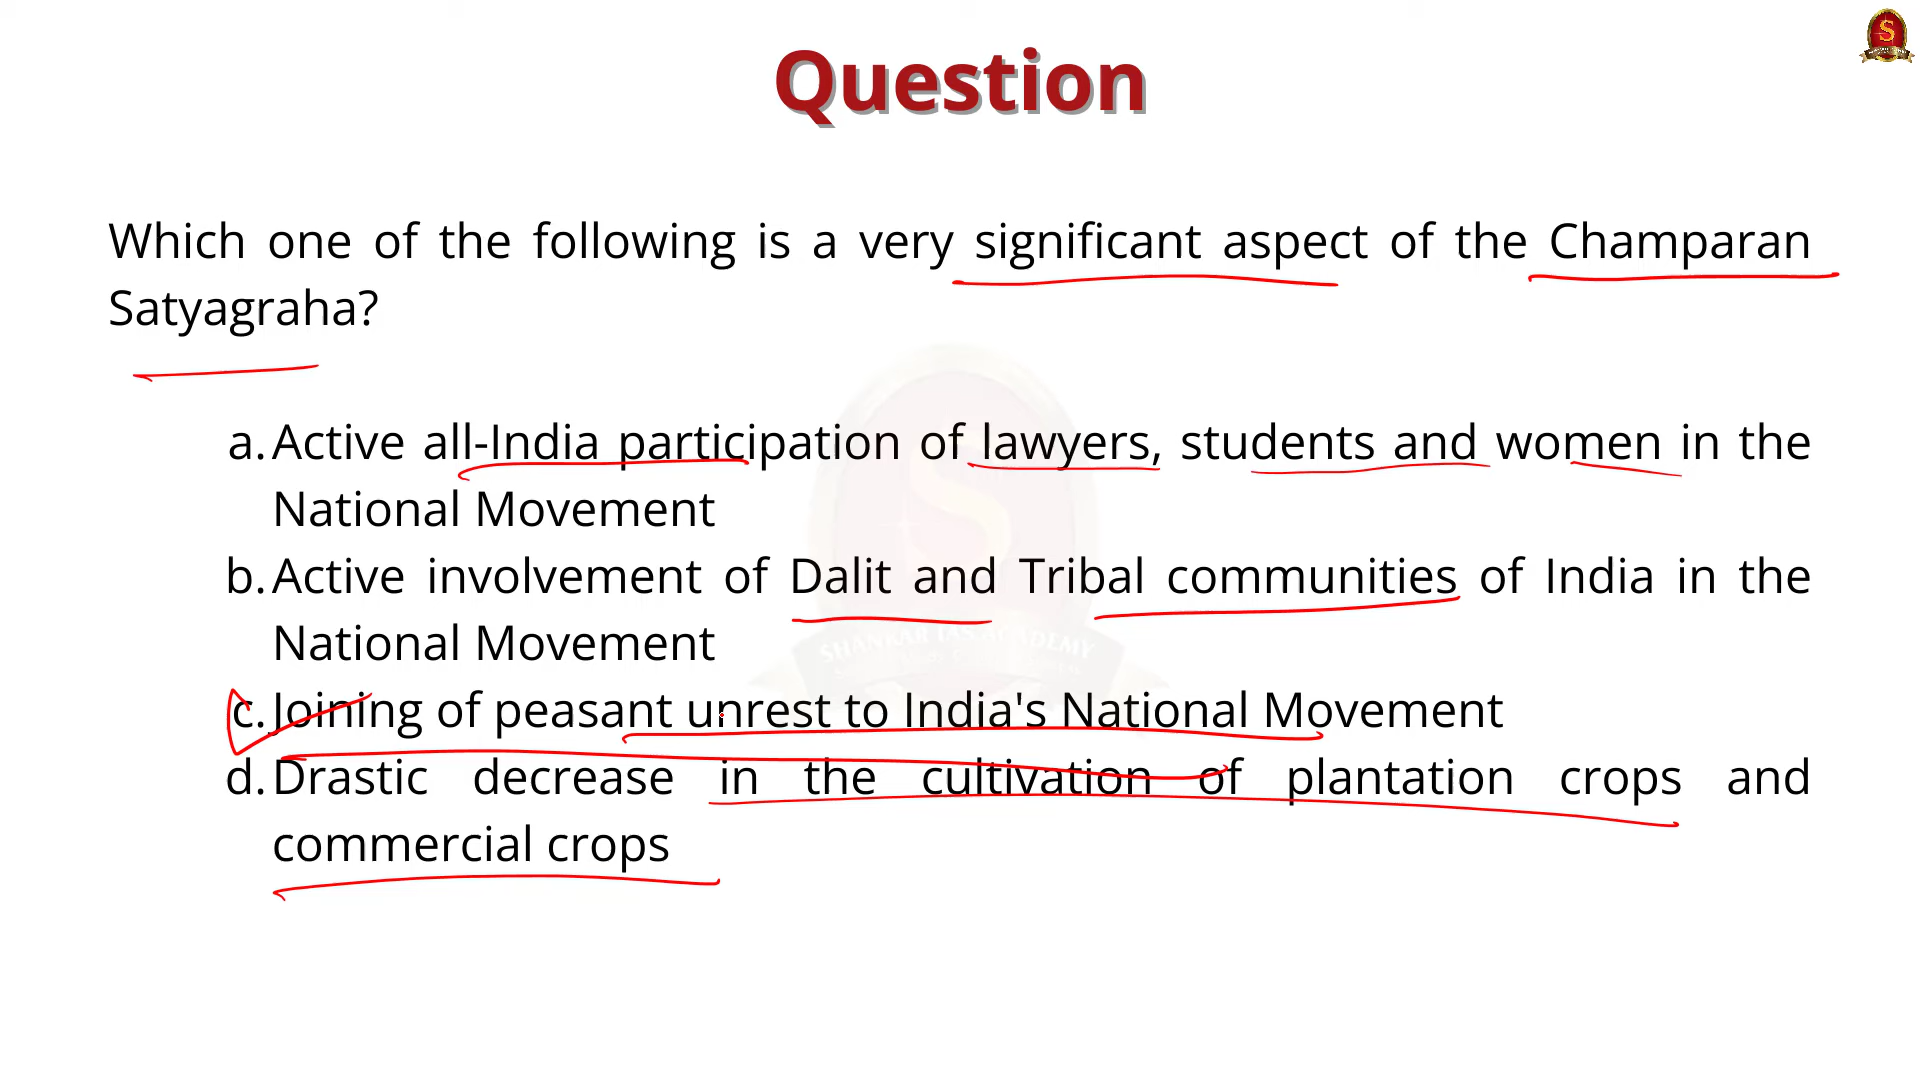 Question
Which one of the following is a very significant aspect of the Champaran
Satyagraha?
a. Active all-India participation of lawyers, students and women in the
National Movement
b. Active involvement of Dalit and Tribal communities of India in the
National Movement
c. Joining of peasant unrest to India's National Movement
d. Drastic decrease in the cultivation of plantation crops and
commercial crops
SHANKAR IAS ACADEMY
S